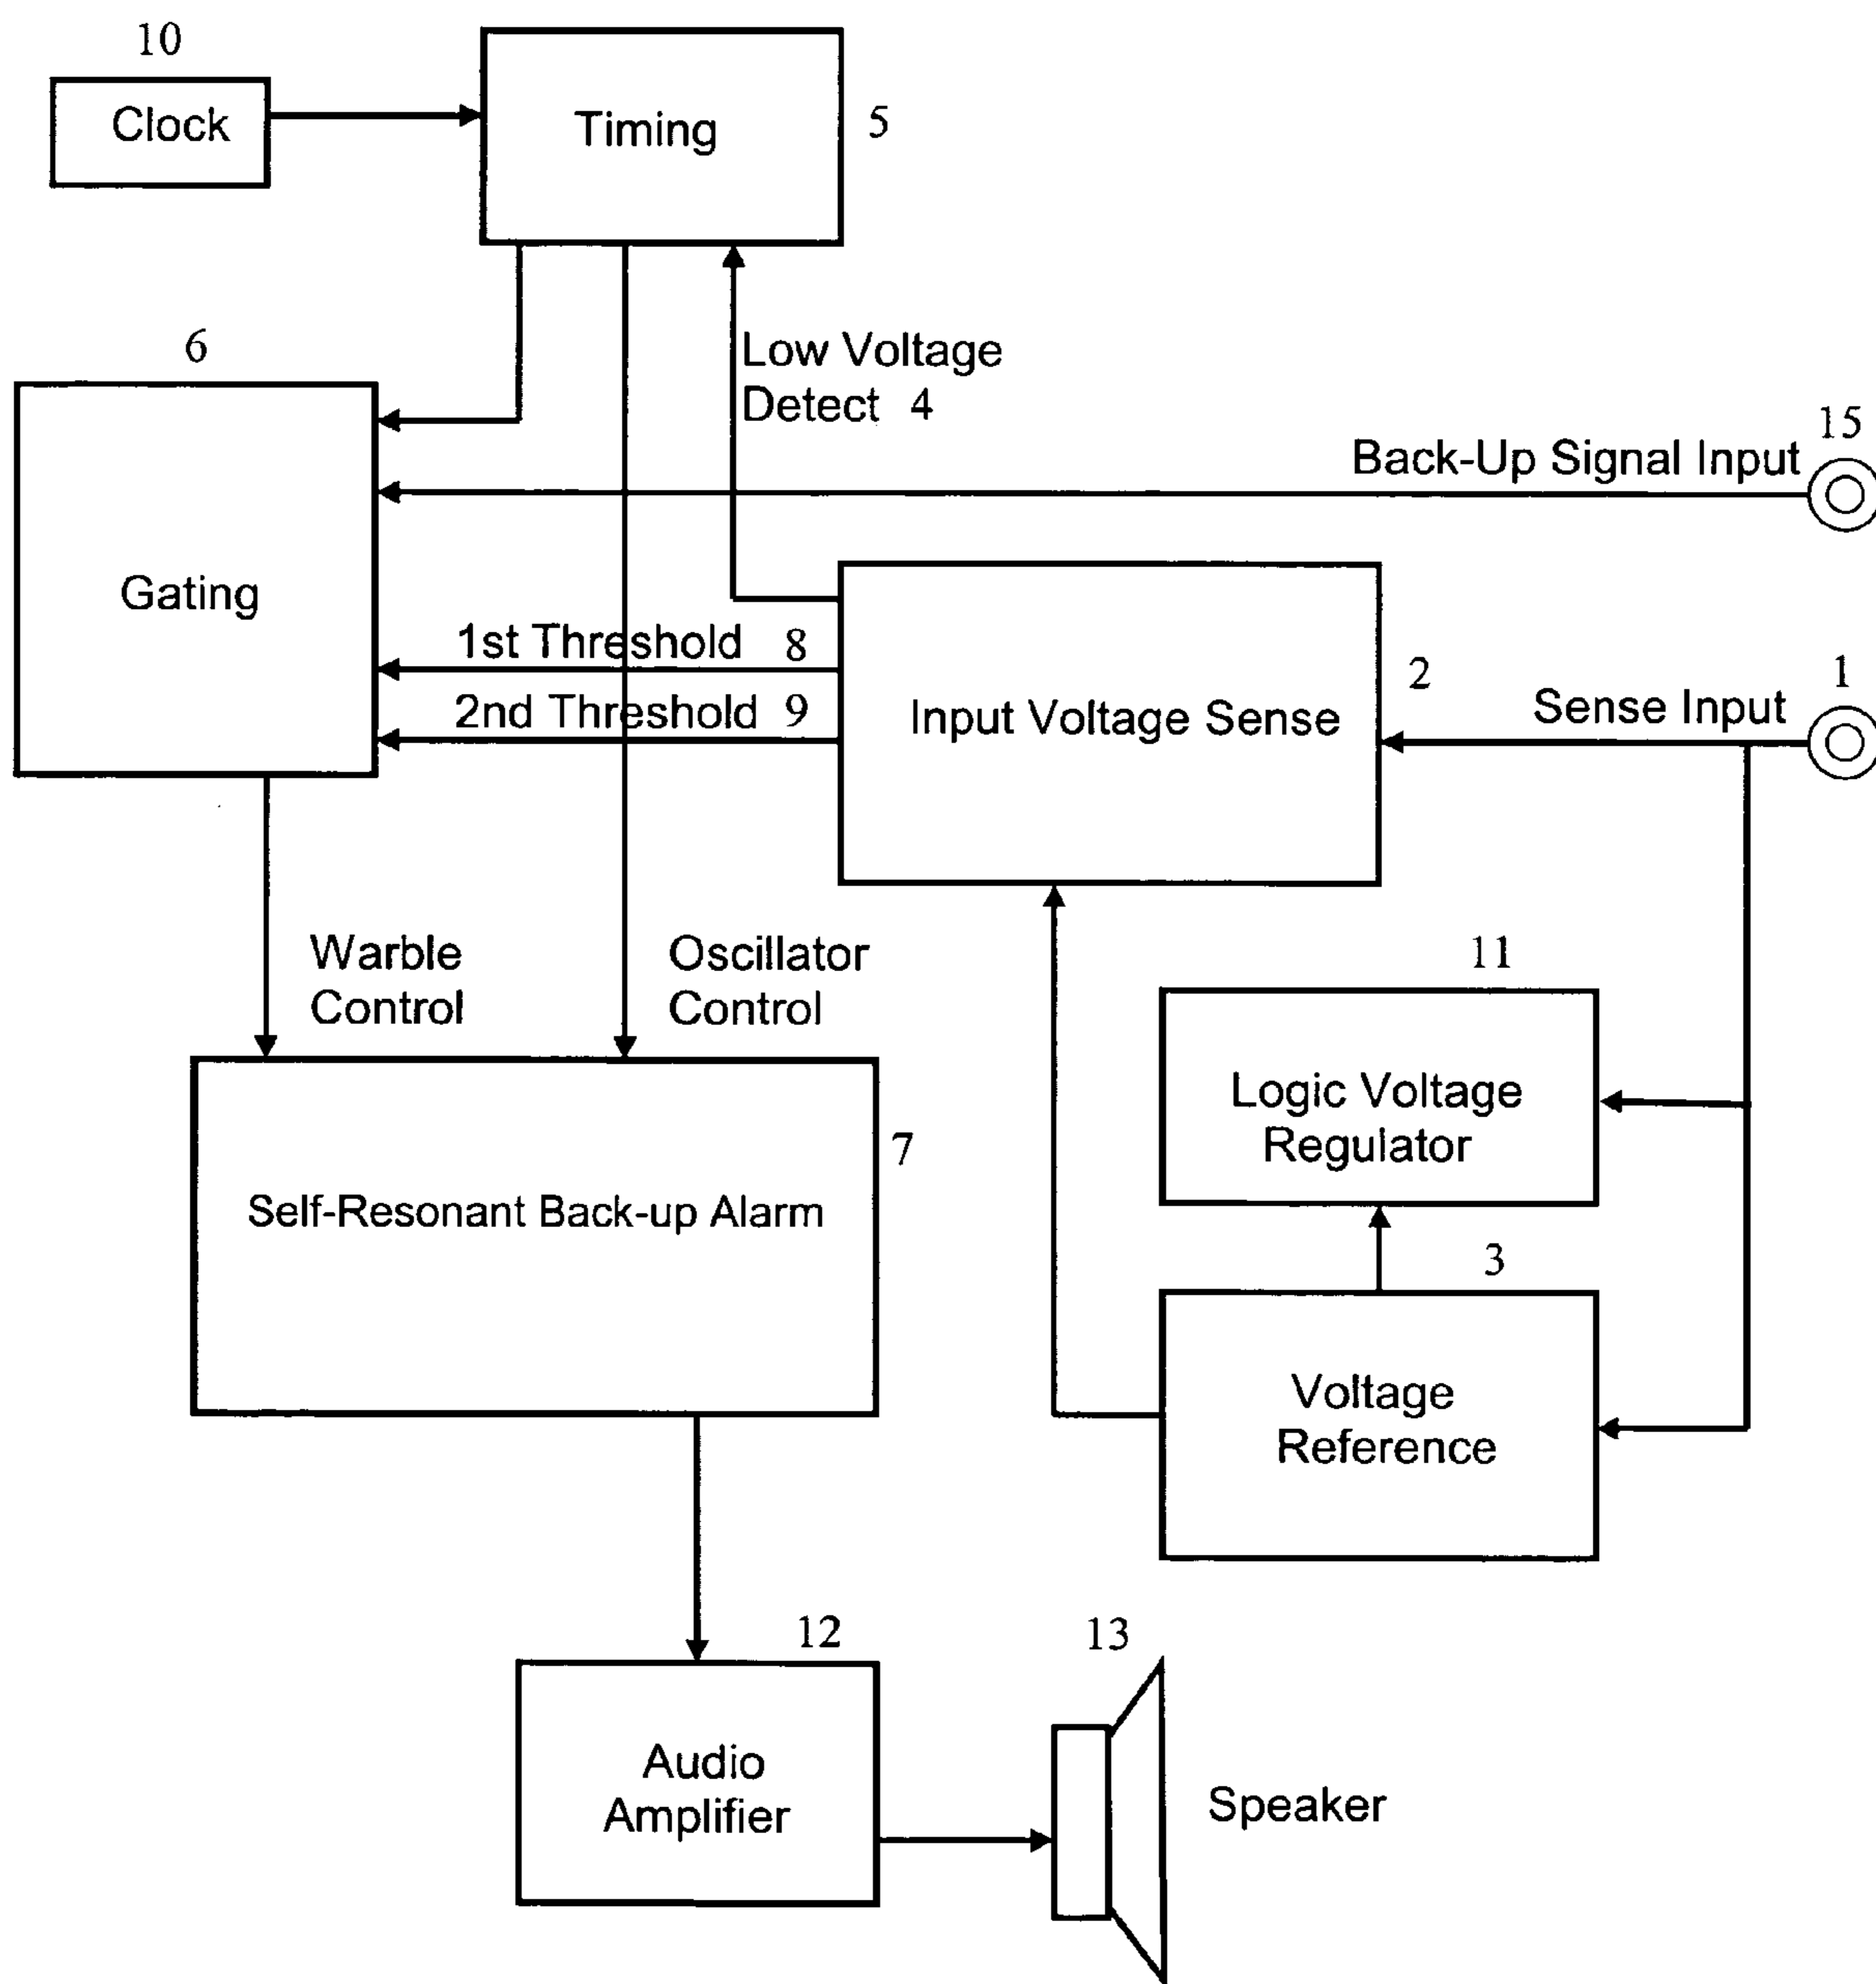 10
Clock
Timing
5
6
Low Voltage
Detect 4
15
Back-Up Signal Input
Gating
1st Threshold 8
2nd Threshold 9
Input Voltage Sense
2
1
Sense Input
Warble
Control
Oscillator
Control
11
Logic Voltage
Regulator
7
Self-Resonant Back-up Alarm
3
Voltage
Reference
12
13
Audio
Amplifier
Speaker